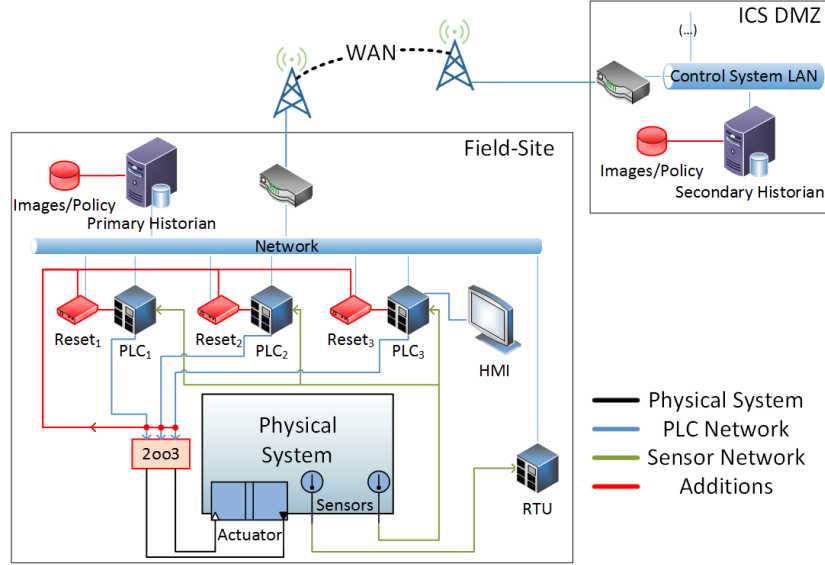 ICS DMZ
(...)
WAN
Control System LAN
Images/Policy
Secondary Historian
Field-Site
Images/Policy
Primary Historian
Network
Reset₁
PLC₁
Reset₂
PLC₂
Reset₃
PLC₃
HMI
2oo3
Physical
System
Sensors
Actuator
RTU
Physical System
PLC Network
Sensor Network
Additions